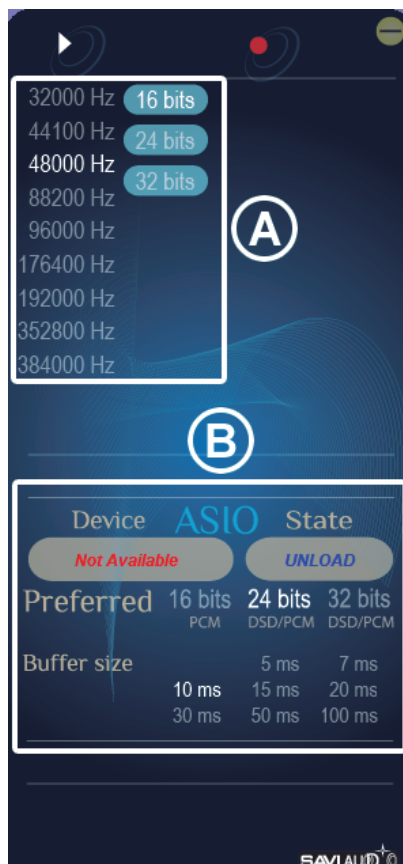 32000 Hz 16 bits
44100 Hz 24 bits
48000 Hz
32 bits
88200 Hz
96000 Hz
176400 Hz
192000 Hz
352800 Hz
384000 Hz
A
B
Device ASIO State
Not Available UNLOAD
Preferred 16 bits 24 bits 32 bits
PCM DSD/PCM DSD/PCM
Buffer size 5 ms 7 ms
10 ms 15 ms 20 ms
30 ms 50 ms 100 ms